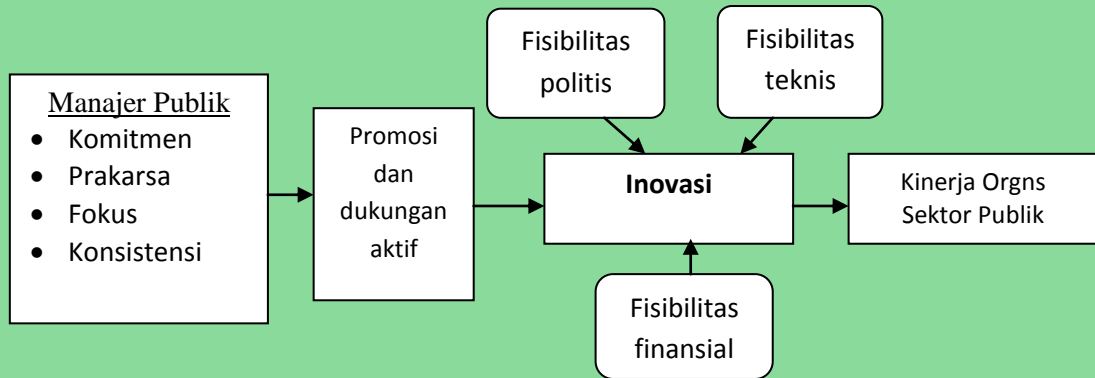 Manajer Publik
• Komitmen
• Prakarsa
• Fokus
• Konsistensi
Promosi
dan
dukungan
aktif
Fisibilitas
politis
Fisibilitas
teknis
Inovasi
Fisibilitas
finansial
Kinerja Orgns
Sektor Publik